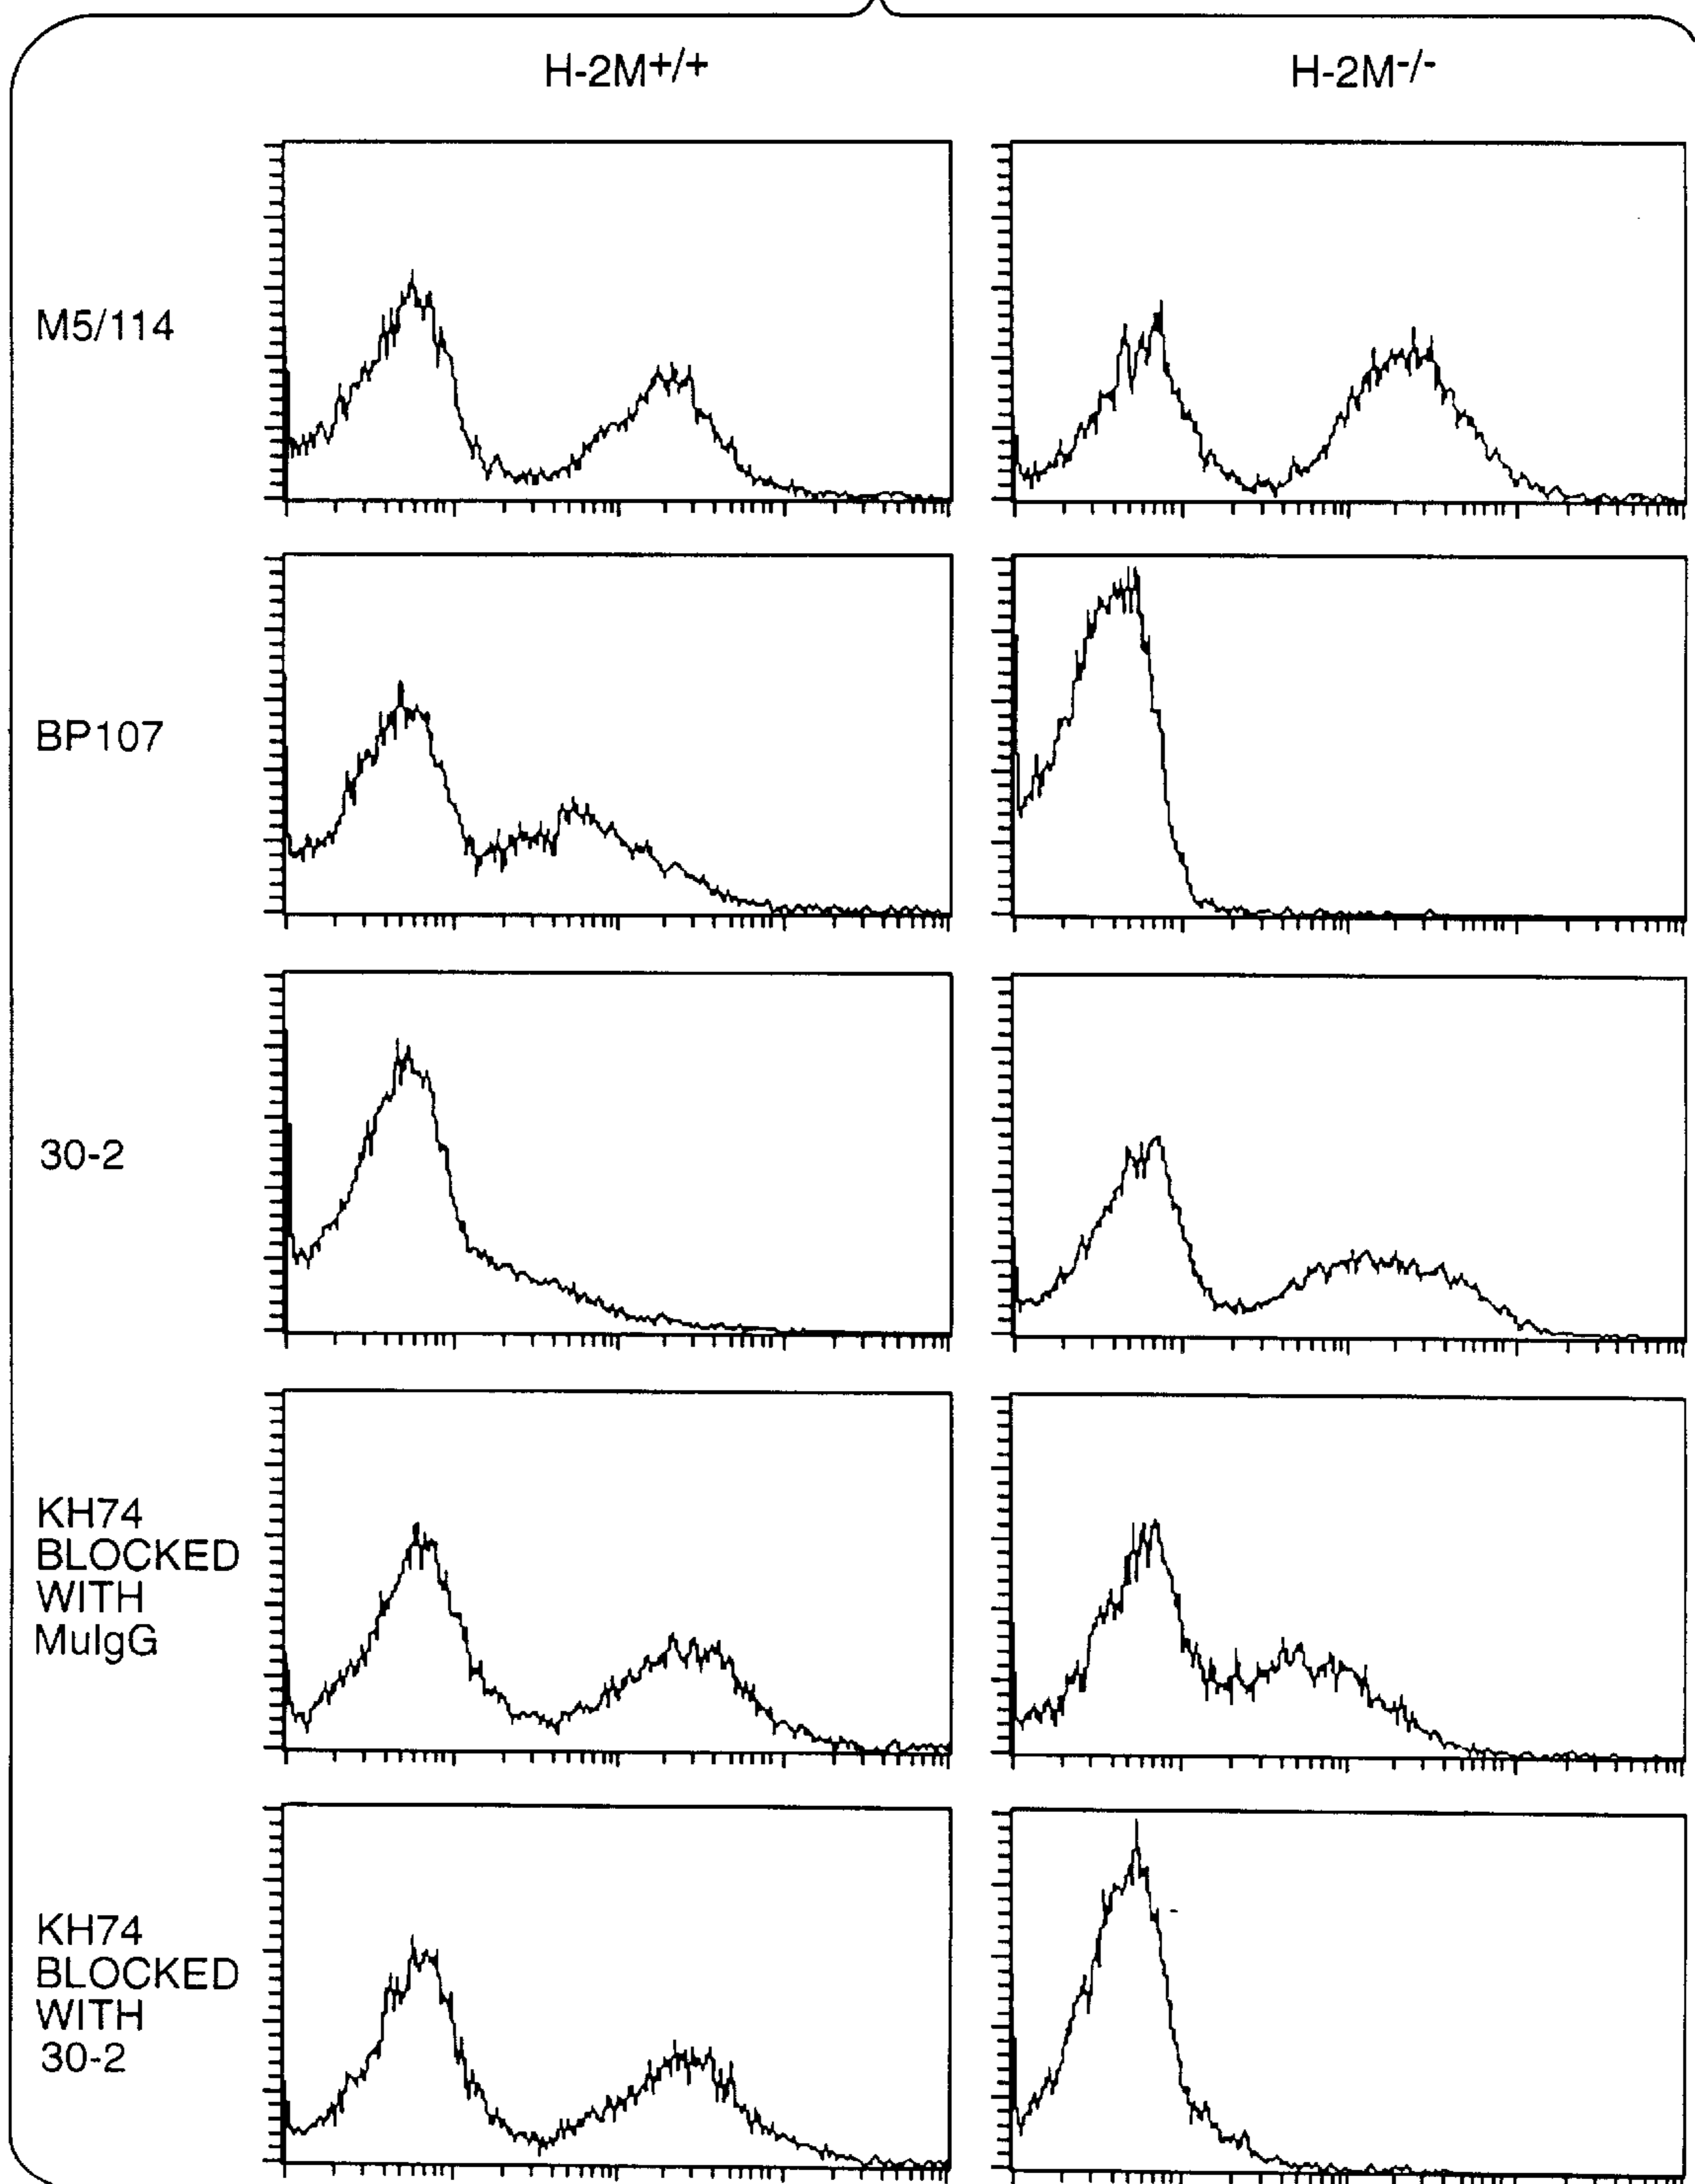 H-2M+/+
H-2M-/-
M5/114
BP107
30-2
KH74
BLOCKED
WITH
MuIgG
KH74
BLOCKED
WITH
30-2